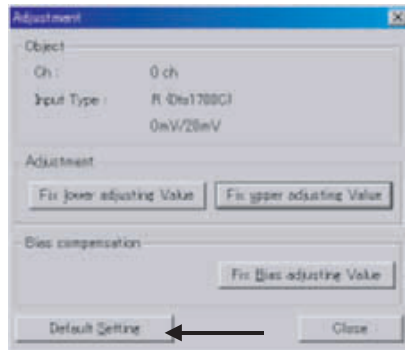 Adjustment
Object
Ch : 0 ch
Input Type : R (0to1700C)
0mV/20mV
Adjustment
Fix lower adjusting Value Fix upper adjusting Value
Bias compensation
Fix Bias adjusting Value
Default Setting Close